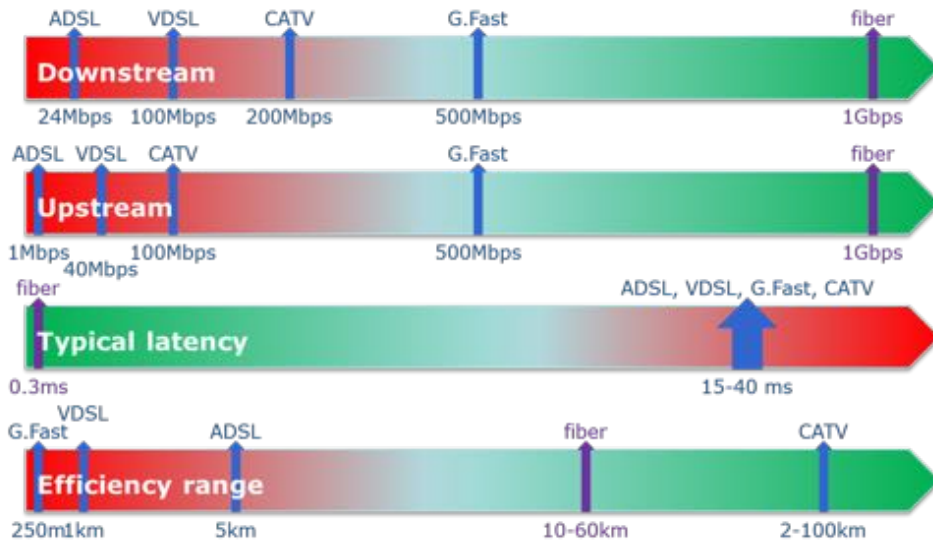 ADSL VDSL CATV G.Fast fiber
Downstream
24Mbps 100Mbps 200Mbps 500Mbps 1Gbps
ADSL VDSL CATV G.Fast fiber
Upstream
1Mbps 40Mbps 100Mbps 500Mbps 1Gbps
fiber ADSL, VDSL, G.Fast, CATV
Typical latency
0.3ms 15-40 ms
G.Fast VDSL ADSL fiber CATV
Efficiency range
250m 1km 5km 10-60km 2-100km